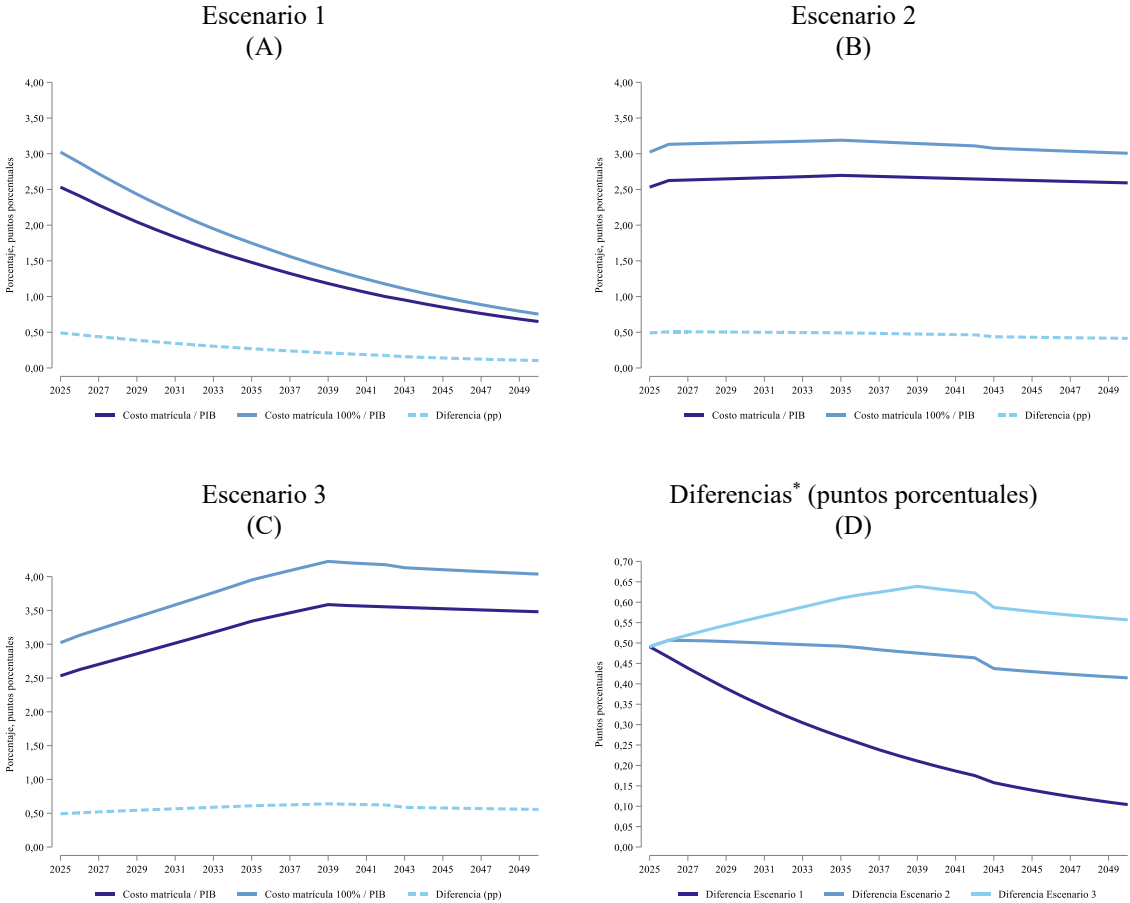 Escenario 1
(A)
Porcentaje, puntos porcentuales
4,00
3,50
3,00
2,50
2,00
1,50
1,00
0,50
0,00
2025 2027 2029 2031 2033 2035 2037 2039 2041 2043 2045 2047 2049
Costo matrícula / PIB Costo matrícula 100% / PIB Diferencia (pp)
Escenario 2
(B)
Porcentaje, puntos porcentuales
4,00
3,50
3,00
2,50
2,00
1,50
1,00
0,50
0,00
2025 2027 2029 2031 2033 2035 2037 2039 2041 2043 2045 2047 2049
Costo matrícula / PIB Costo matrícula 100% / PIB Diferencia (pp)
Escenario 3
(C)
Porcentaje, puntos porcentuales
4,00
3,50
3,00
2,50
2,00
1,50
1,00
0,50
0,00
2025 2027 2029 2031 2033 2035 2037 2039 2041 2043 2045 2047 2049
Costo matrícula / PIB Costo matrícula 100% / PIB Diferencia (pp)
Diferencias* (puntos porcentuales)
(D)
Puntos porcentuales
0,70
0,65
0,60
0,55
0,50
0,45
0,40
0,35
0,30
0,25
0,20
0,15
0,10
0,05
0,00
2025 2027 2029 2031 2033 2035 2037 2039 2041 2043 2045 2047 2049
Diferencia Escenario 1 Diferencia Escenario 2 Diferencia Escenario 3